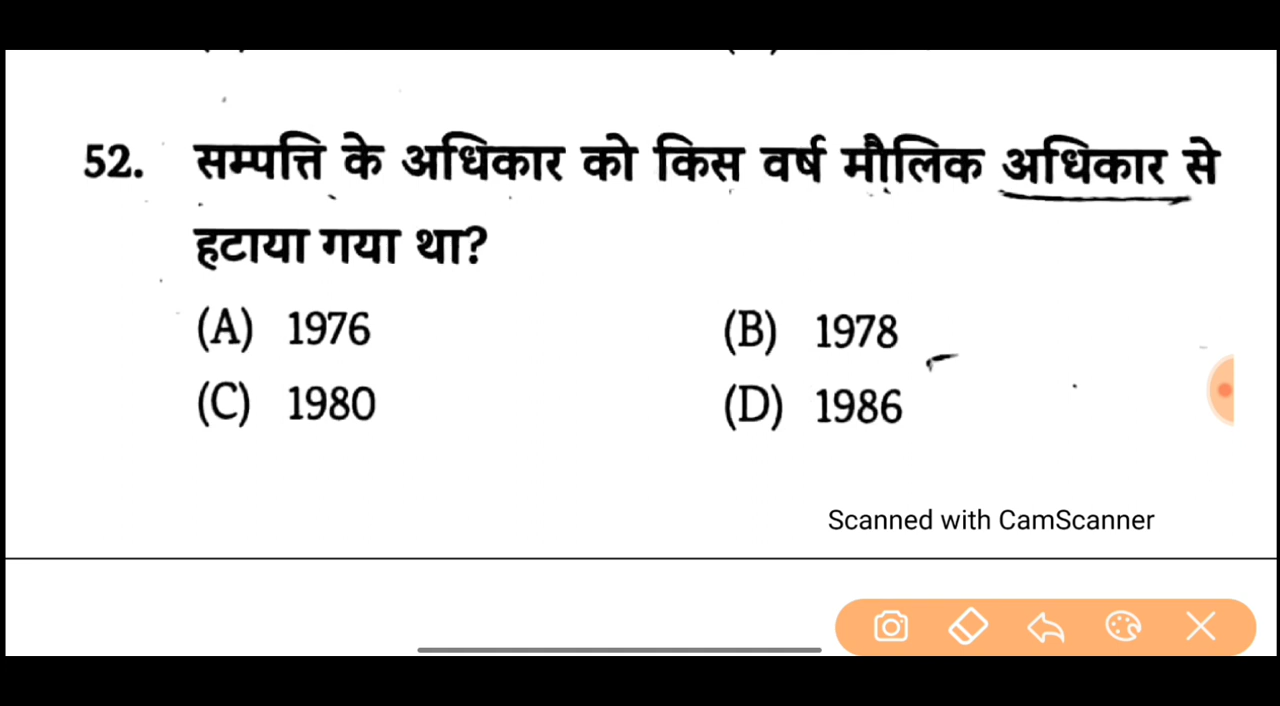 52. सम्पत्ति के अधिकार को किस वर्ष मौलिक अधिकार से
हटाया गया था?
(A) 1976 (B) 1978
(C) 1980 (D) 1986
Scanned with CamScanner